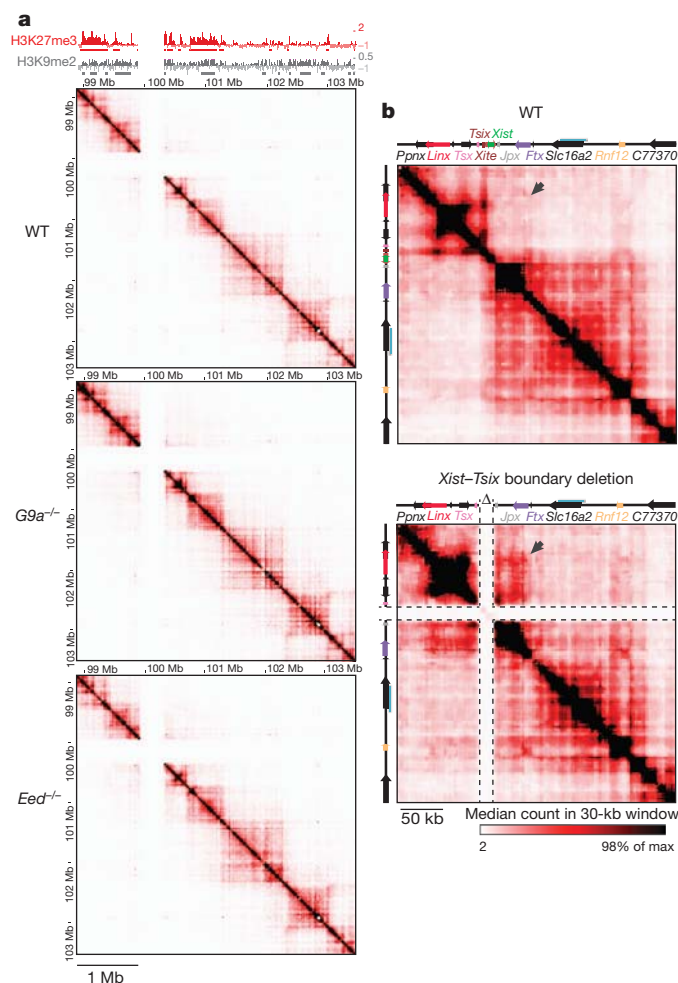 a
H3K27me3
2
–1
H3K9me2
0.5
–1
99 Mb 100 Mb 101 Mb 102 Mb 103 Mb
WT
99 Mb
100 Mb
101 Mb
102 Mb
103 Mb
99 Mb 100 Mb 101 Mb 102 Mb 103 Mb
G9a–/–
99 Mb
100 Mb
101 Mb
102 Mb
103 Mb
99 Mb 100 Mb 101 Mb 102 Mb 103 Mb
Eed–/–
99 Mb
100 Mb
101 Mb
102 Mb
103 Mb
1 Mb
b
WT
Tsix Xist
Ppnx Linx Tsx Xite Jpx Ftx Slc16a2 Rnf12 C77370
Xist–Tsix boundary deletion
Δ
Ppnx Linx Tsx Jpx Ftx Slc16a2 Rnf12 C77370
50 kb
Median count in 30-kb window
2 98% of max